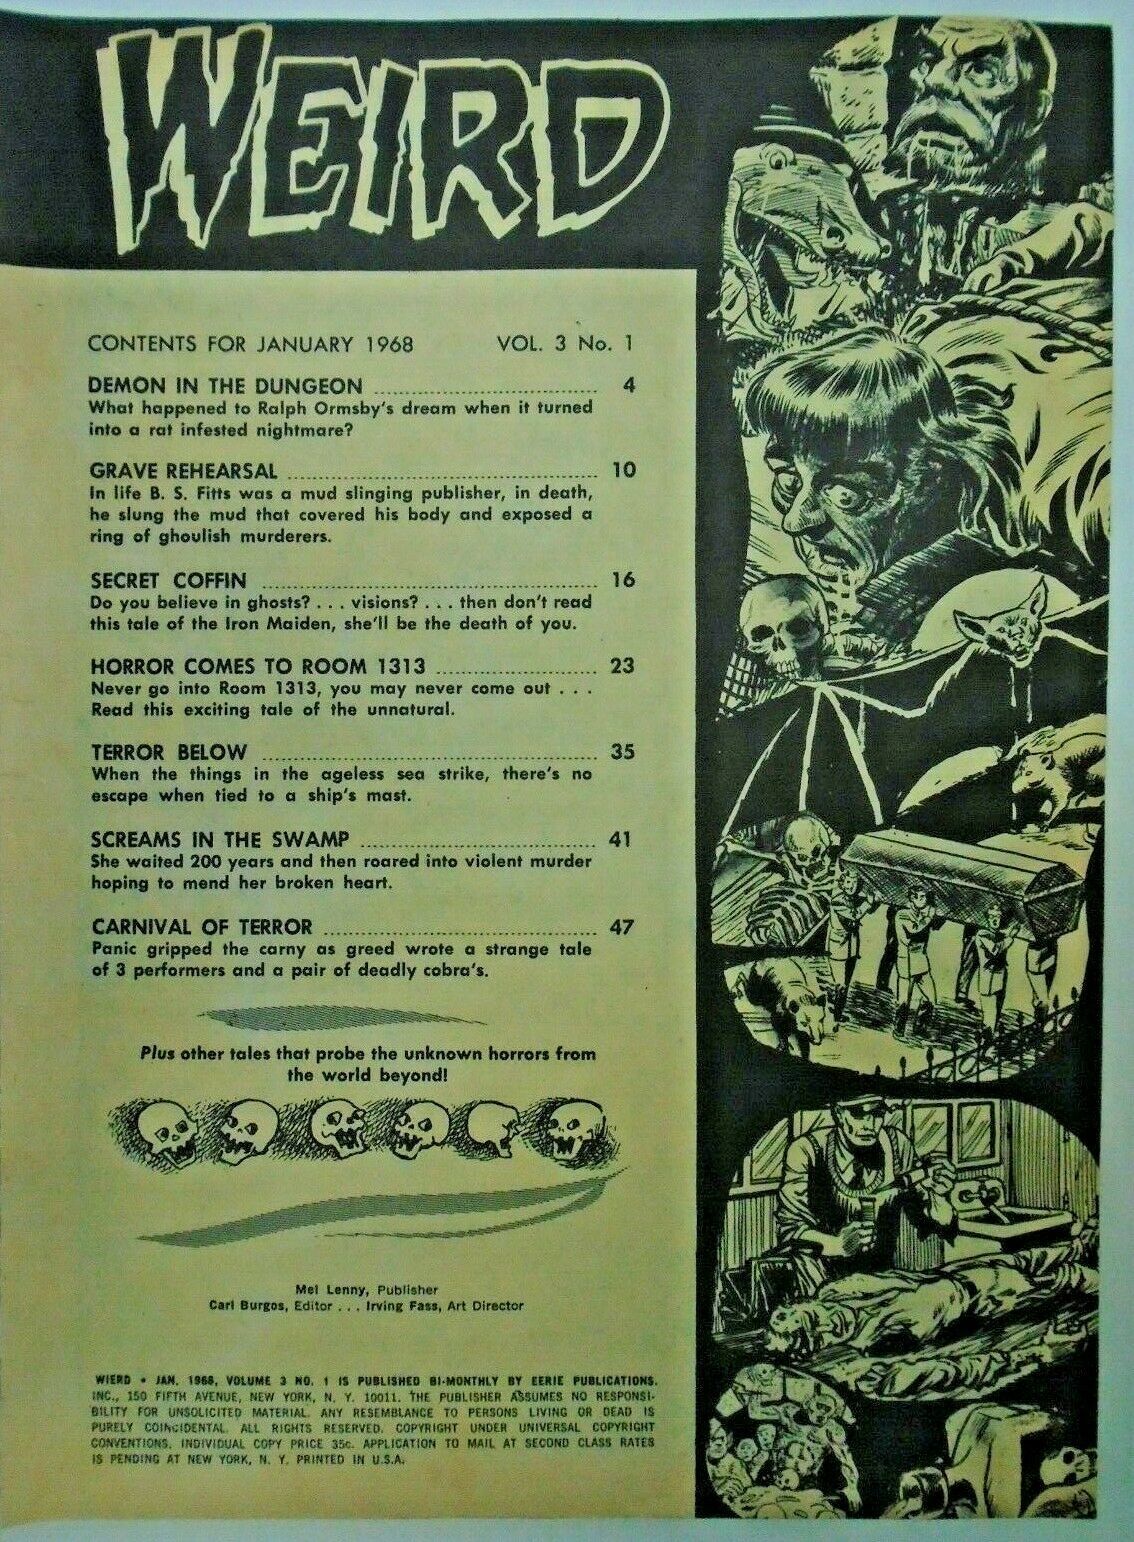 WEIRD
CONTENTS FOR JANUARY 1968 VOL. 3 No. 1
DEMON IN THE DUNGEON 4
What happened to Ralph Ormsby's dream when it turned
into a rat infested nightmare?
GRAVE REHEARSAL 10
In life B. S. Fitts was a mud slinging publisher, in death,
he slung the mud that covered his body and exposed a
ring of ghoulish murderers.
SECRET COFFIN 16
Do you believe in ghosts? . . . visions? . . . then don't read
this tale of the Iron Maiden, she'll be the death of you.
HORROR COMES TO ROOM 1313 23
Never go into Room 1313, you may never come out . . .
Read this exciting tale of the unnatural.
TERROR BELOW 35
When the things in the ageless sea strike, there's no
escape when tied to a ship's mast.
SCREAMS IN THE SWAMP 41
She waited 200 years and then roared into violent murder
hoping to mend her broken heart.
CARNIVAL OF TERROR 47
Panic gripped the carny as greed wrote a strange tale
of 3 performers and a pair of deadly cobra's.
Plus other tales that probe the unknown horrors from
the world beyond!
Mel Lenny, Publisher
Carl Burgos, Editor . . . Irving Fass, Art Director
WIERD • JAN. 1968, VOLUME 3 NO. 1 IS PUBLISHED BI-MONTHLY BY EERIE PUBLICATIONS.
INC., 150 FIFTH AVENUE, NEW YORK, N. Y. 10011. THE PUBLISHER ASSUMES NO RESPONSI-
BILITY FOR UNSOLICITED MATERIAL. ANY RESEMBLANCE TO PERSONS LIVING OR DEAD IS
PURELY COINCIDENTAL. ALL RIGHTS RESERVED. COPYRIGHT UNDER UNIVERSAL COPYRIGHT
CONVENTIONS. INDIVIDUAL COPY PRICE 35c. APPLICATION TO MAIL AT SECOND CLASS RATES
IS PENDING AT NEW YORK, N. Y. PRINTED IN U.S.A.